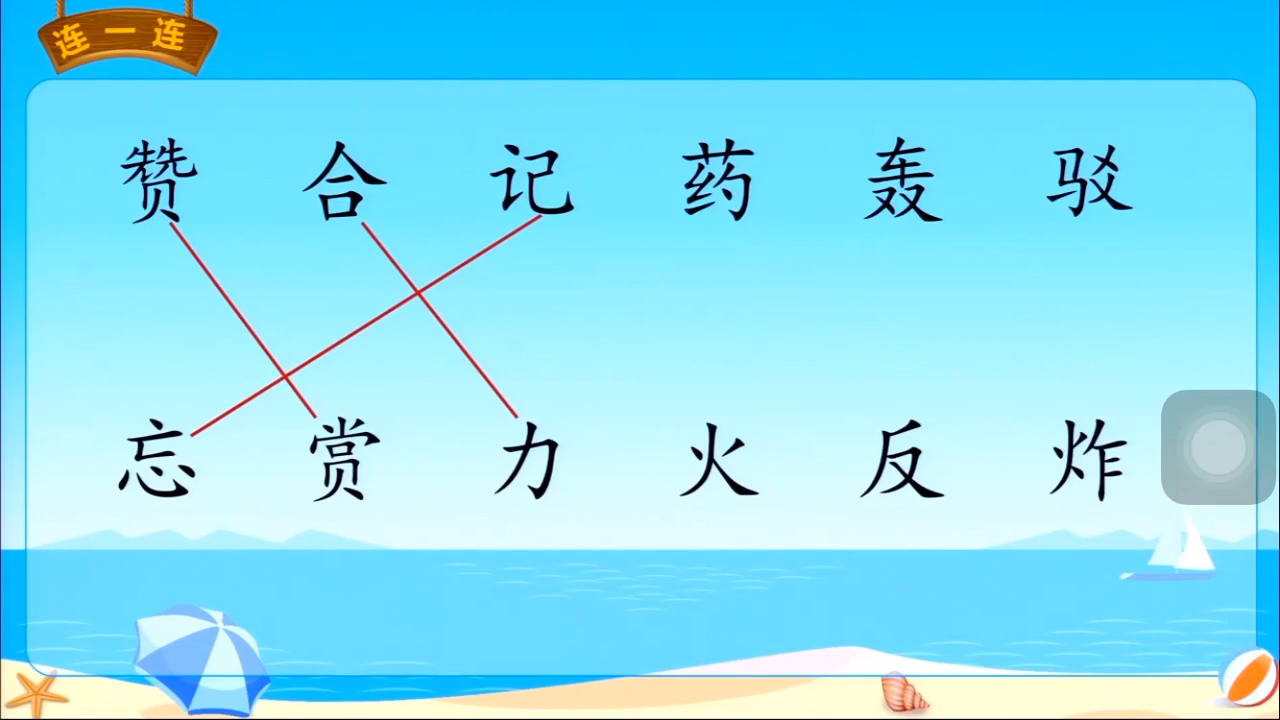 连一连
赞 合 记 药 轰 驳
忘 赏 力 火 反 炸